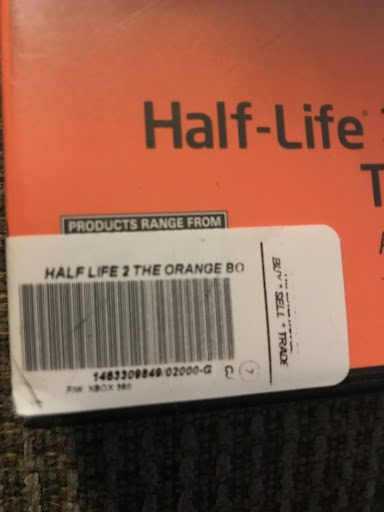 Half-Life
T
PRODUCTS RANGE FROM
HALF LIFE 2 THE ORANGE BO
1463309849/02000-G
P/W XBOX 360
BUY * SELL * TRADE